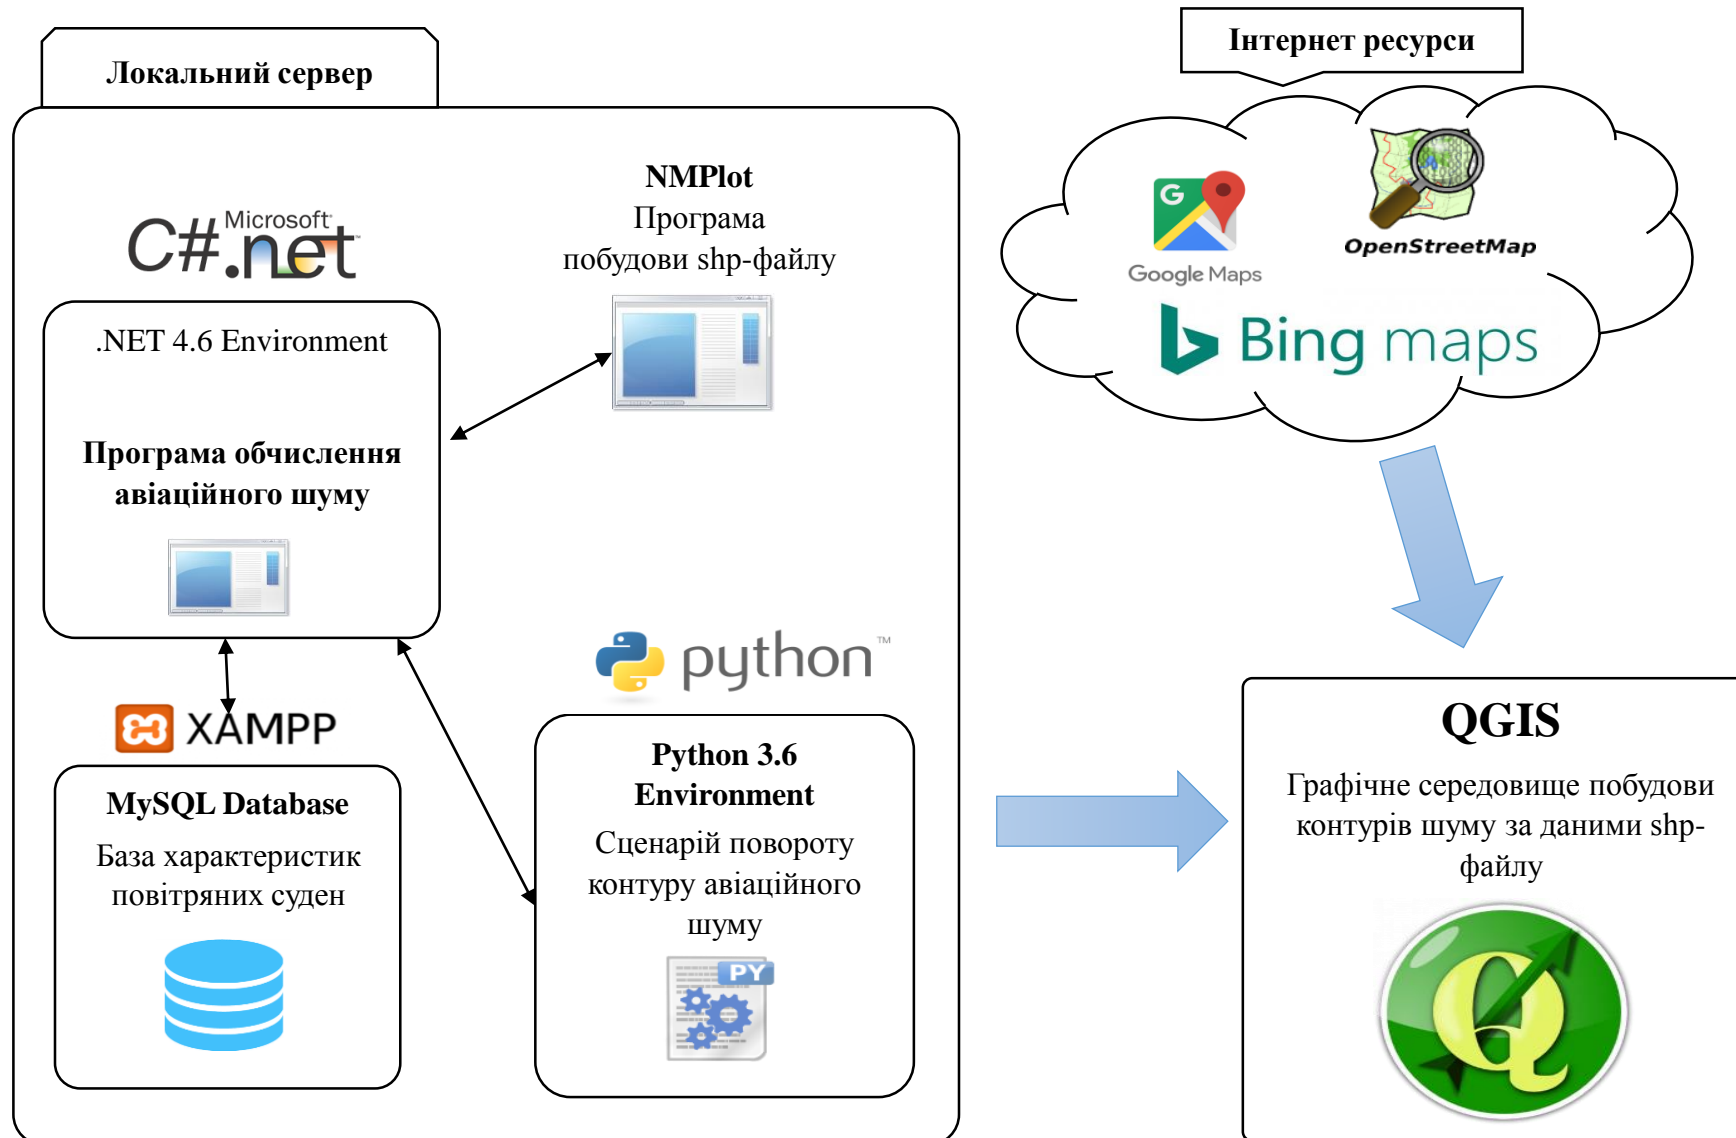 Локальний сервер
C#
Microsoft
.net
.NET 4.6 Environment
Програма обчислення
авіаційного шуму
NMPlot
Програма
побудови shp-файлу
XAMPP
MySQL Database
База характеристик
повітряних суден
python™
Python 3.6
Environment
Сценарій повороту
контуру авіаційного
шуму
PY
Інтернет ресурси
G
Google Maps
OpenStreetMap
Bing maps
QGIS
Графічне середовище побудови
контурів шуму за даними shp-
файлу
Q